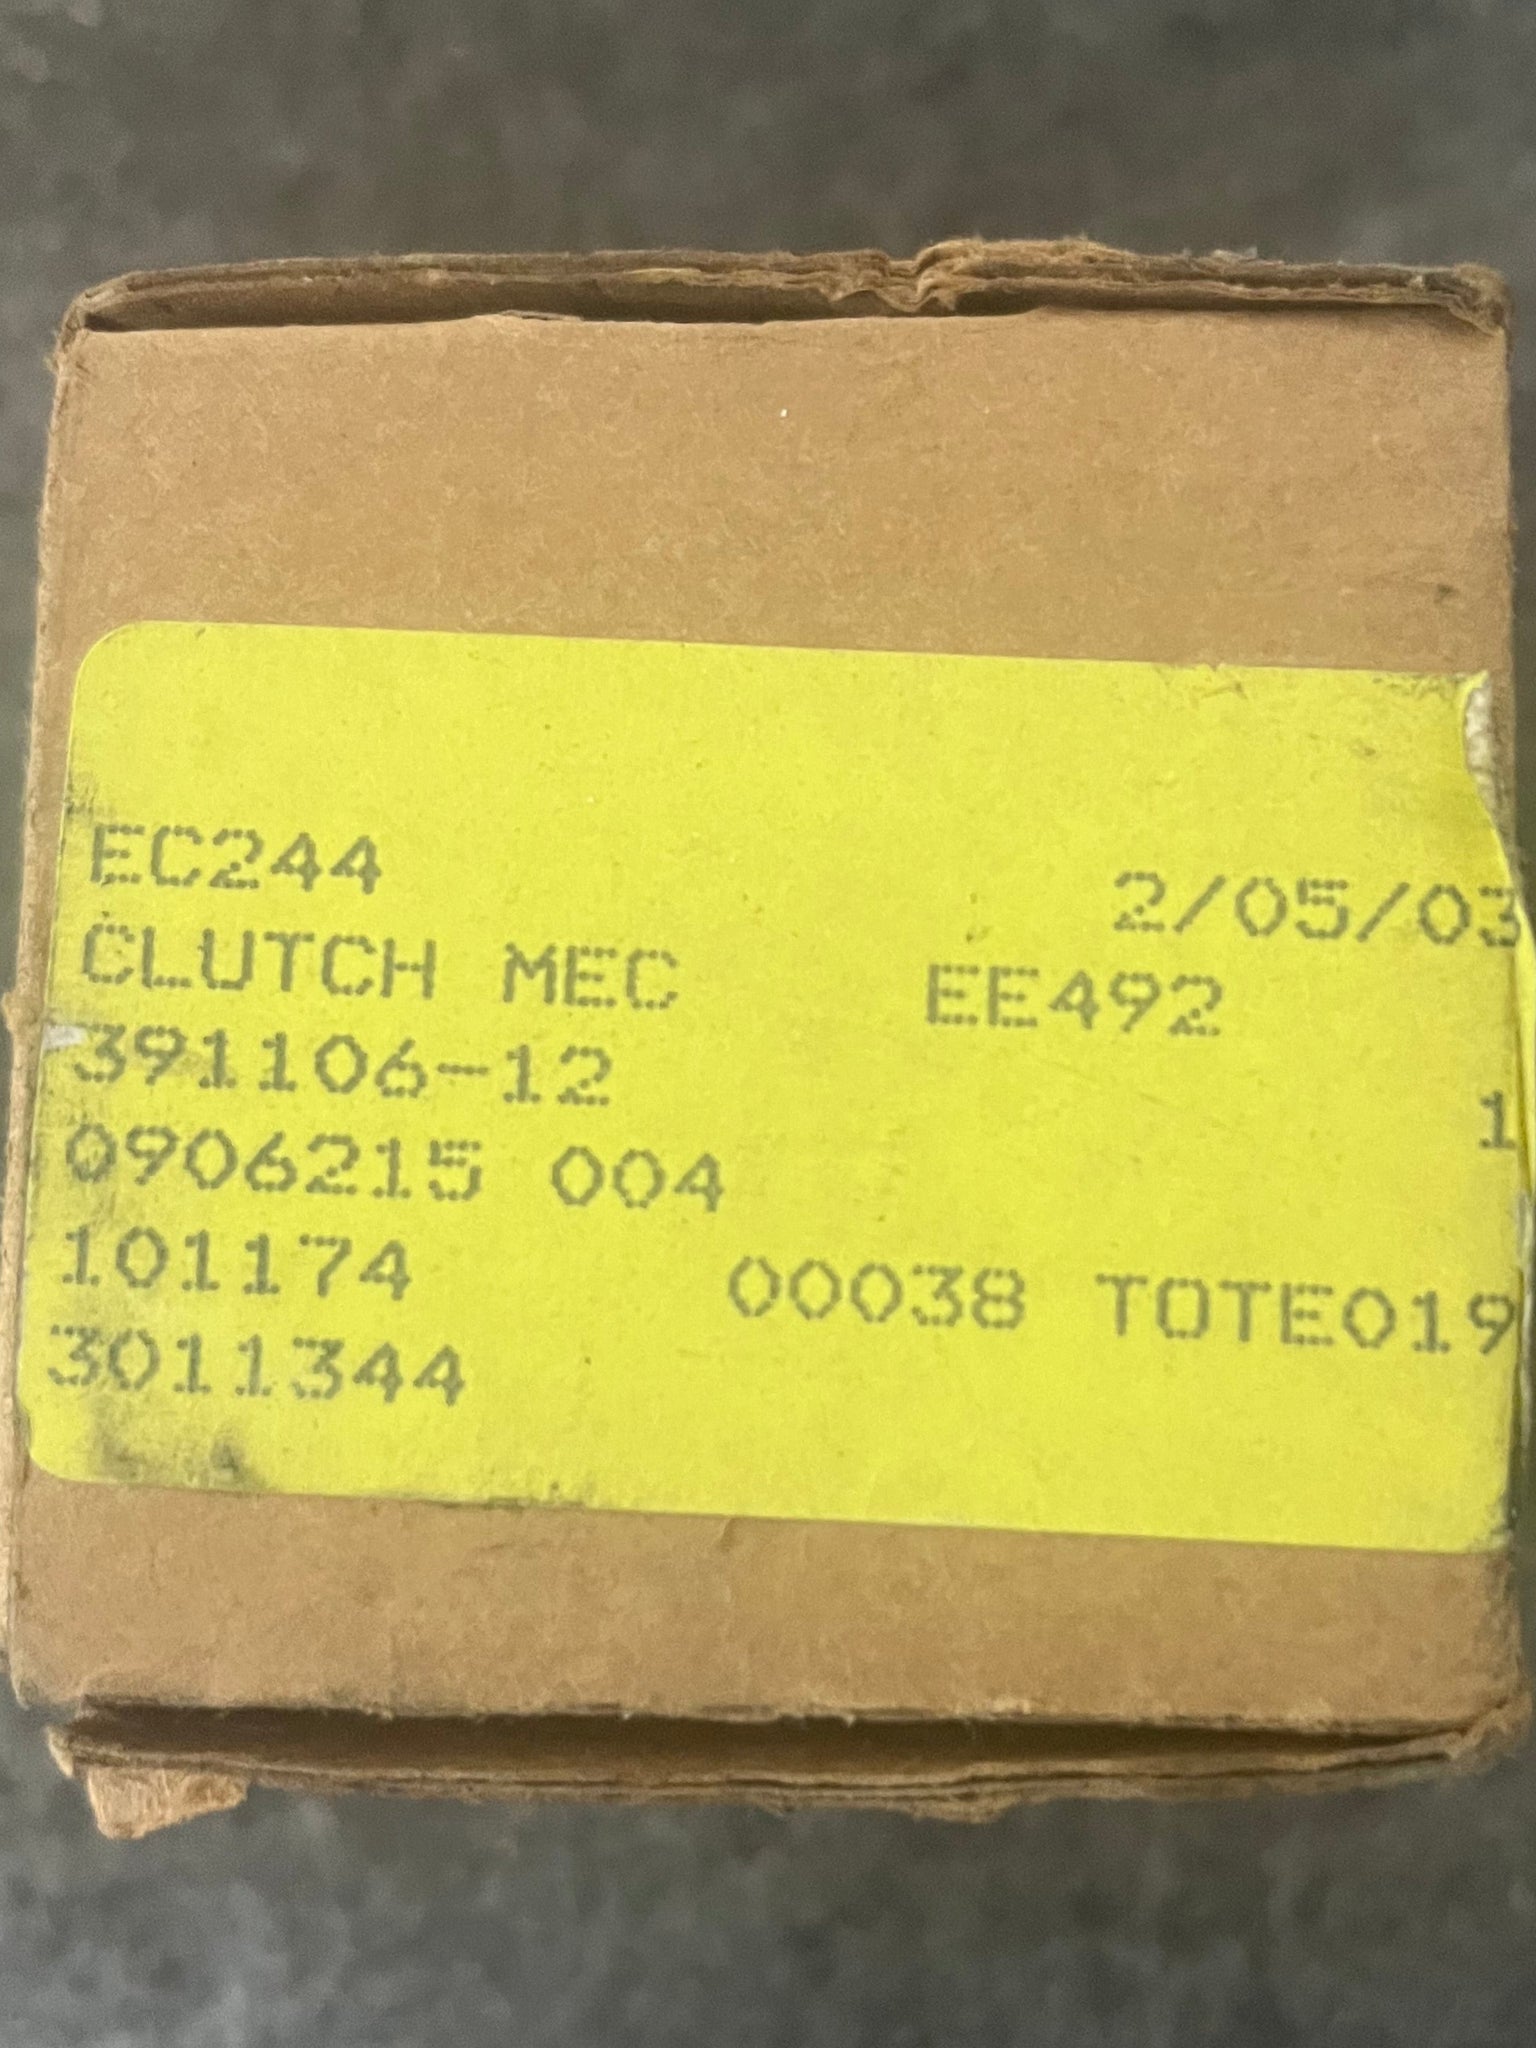 EC244 2/05/03
CLUTCH MEC EE492
391106-12
1
0906215 004
101174 00038 TOTE019
3011344